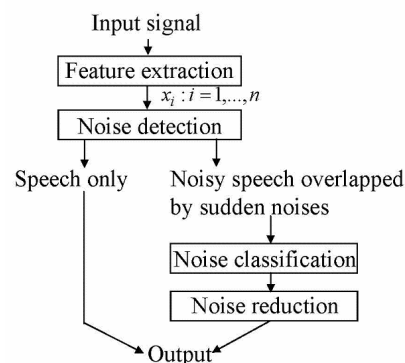 Input signal
Feature extraction
x_i : i = 1,...,n
Noise detection
Speech only
Noisy speech overlapped
by sudden noises
Noise classification
Noise reduction
Output